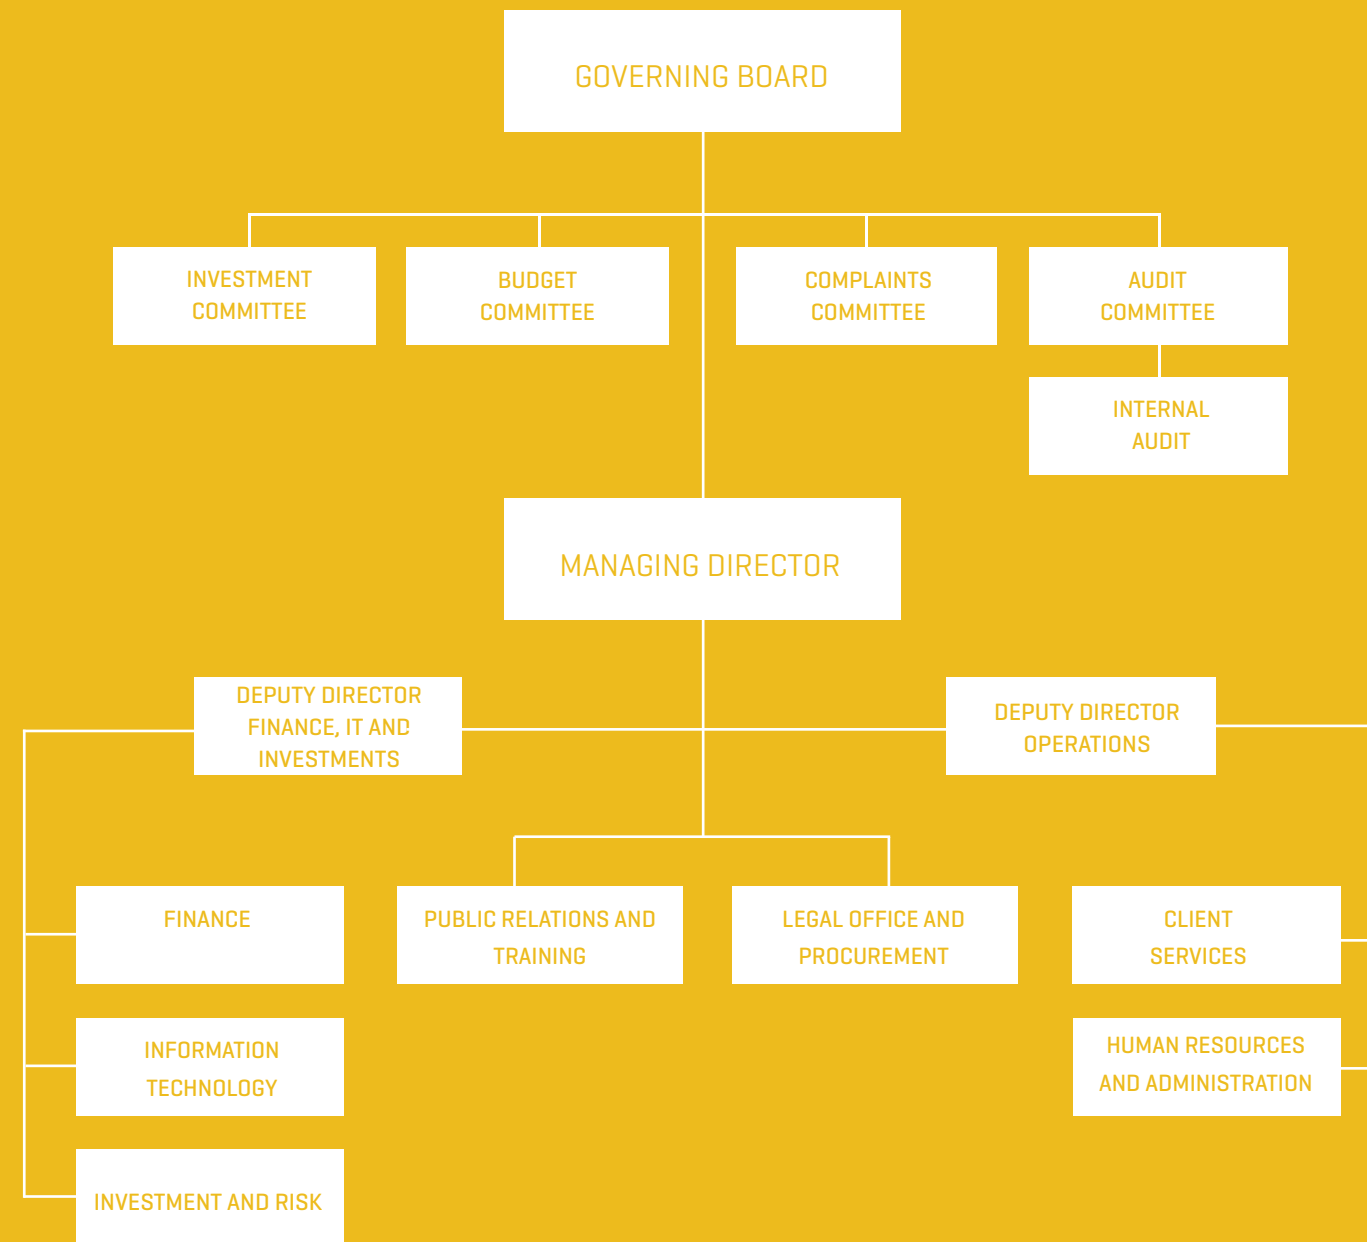 GOVERNING BOARD
INVESTMENT
COMMITTEE
BUDGET
COMMITTEE
COMPLAINTS
COMMITTEE
AUDIT
COMMITTEE
INTERNAL
AUDIT
MANAGING DIRECTOR
DEPUTY DIRECTOR
FINANCE, IT AND
INVESTMENTS
DEPUTY DIRECTOR
OPERATIONS
FINANCE
PUBLIC RELATIONS AND
TRAINING
LEGAL OFFICE AND
PROCUREMENT
CLIENT
SERVICES
INFORMATION
TECHNOLOGY
HUMAN RESOURCES
AND ADMINISTRATION
INVESTMENT AND RISK